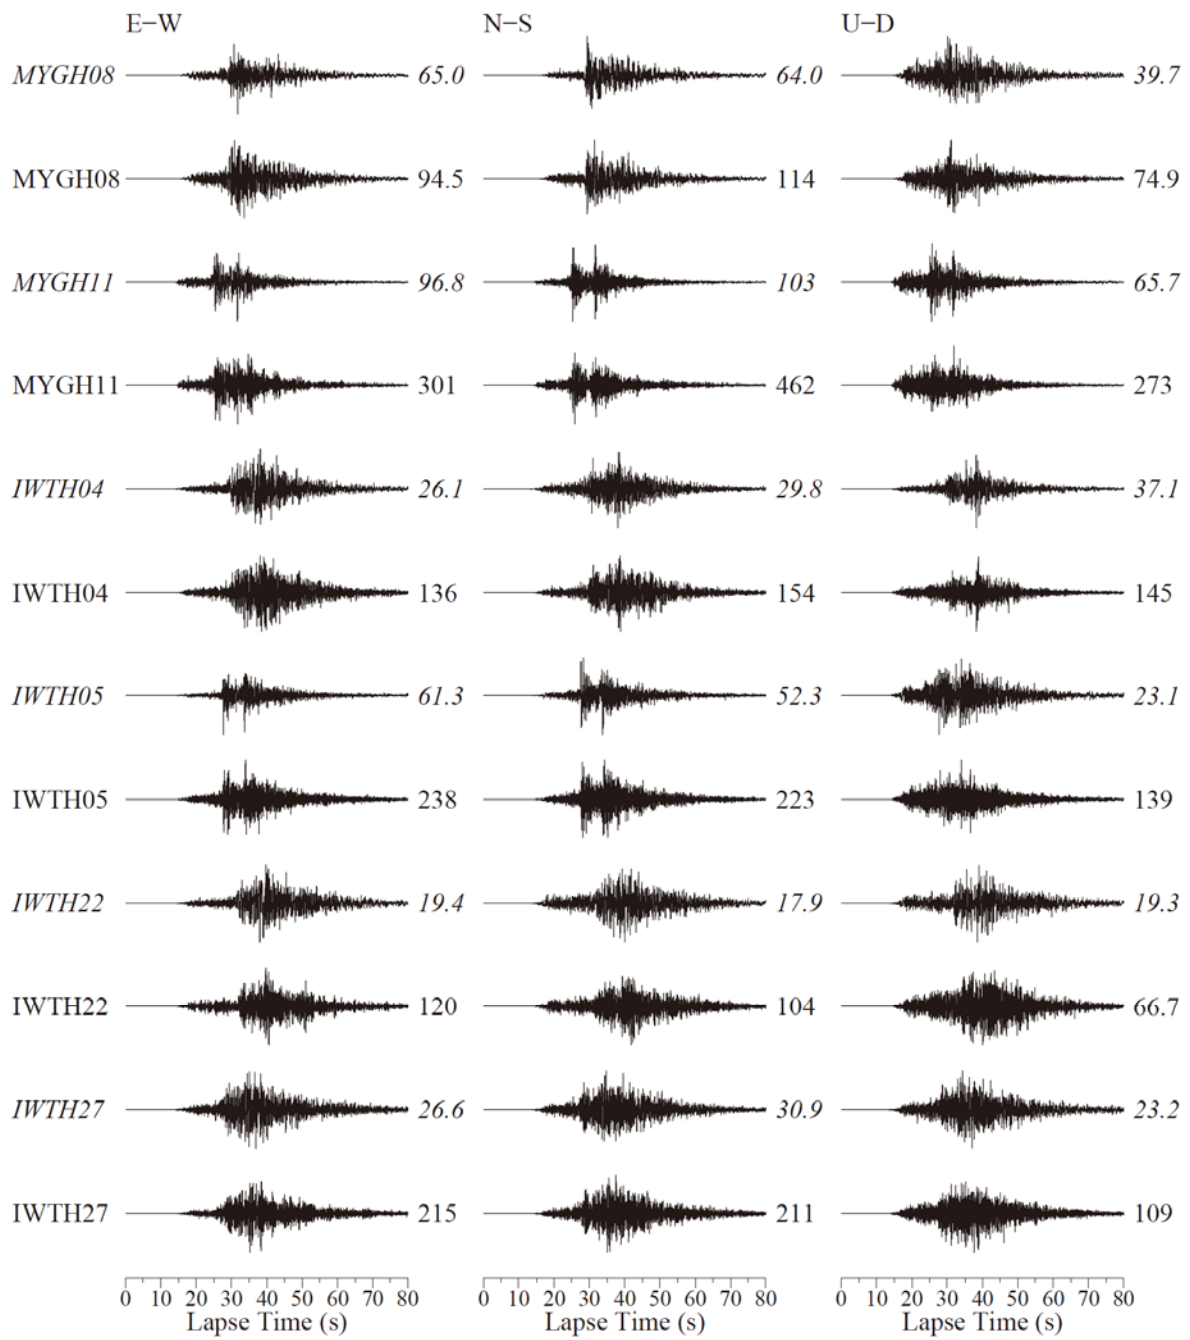 E−W N−S U−D
MYGH08 65.0 64.0 39.7
MYGH08 94.5 114 74.9
MYGH11 96.8 103 65.7
MYGH11 301 462 273
IWTH04 26.1 29.8 37.1
IWTH04 136 154 145
IWTH05 61.3 52.3 23.1
IWTH05 238 223 139
IWTH22 19.4 17.9 19.3
IWTH22 120 104 66.7
IWTH27 26.6 30.9 23.2
IWTH27 215 211 109
0 10 20 30 40 50 60 70 80 0 10 20 30 40 50 60 70 80 0 10 20 30 40 50 60 70 80
Lapse Time (s) Lapse Time (s) Lapse Time (s)